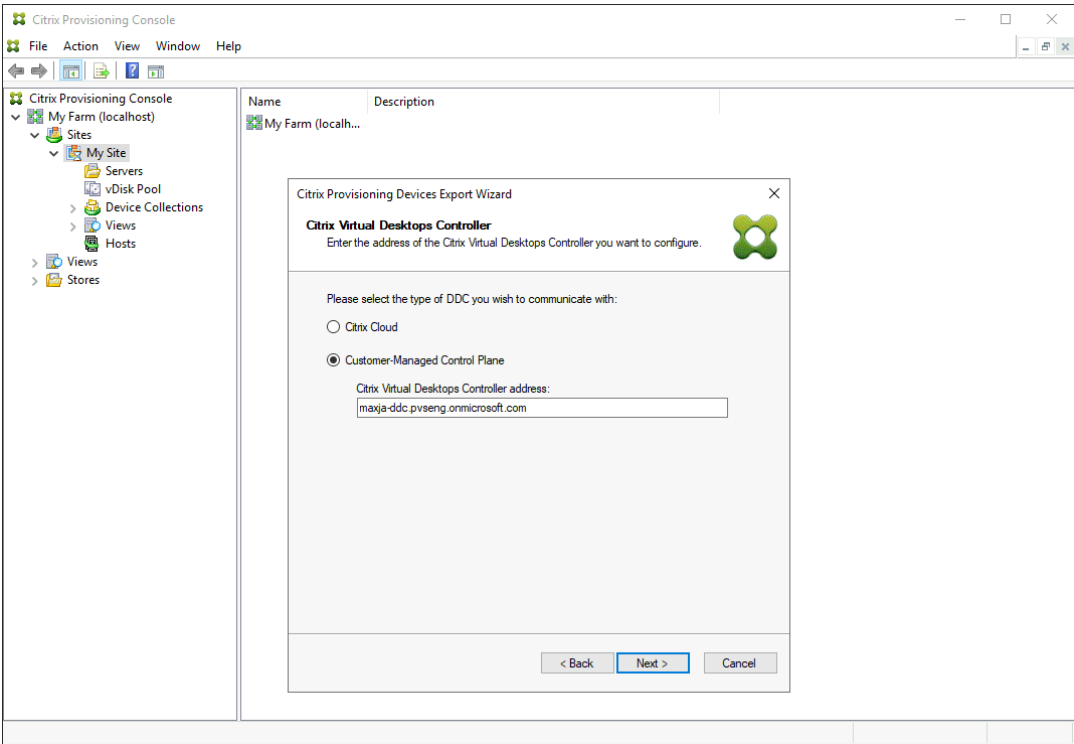 Citrix Provisioning Console
File Action View Window Help
Citrix Provisioning Console
My Farm (localhost)
Sites
My Site
Servers
vDisk Pool
Device Collections
Views
Hosts
Views
Stores
Name Description
My Farm (localh...
Citrix Provisioning Devices Export Wizard
Citrix Virtual Desktops Controller
Enter the address of the Citrix Virtual Desktops Controller you want to configure.
Please select the type of DDC you wish to communicate with:
Citrix Cloud
Customer-Managed Control Plane
Citrix Virtual Desktops Controller address:
maxja-ddc.pvseng.onmicrosoft.com
< Back Next > Cancel